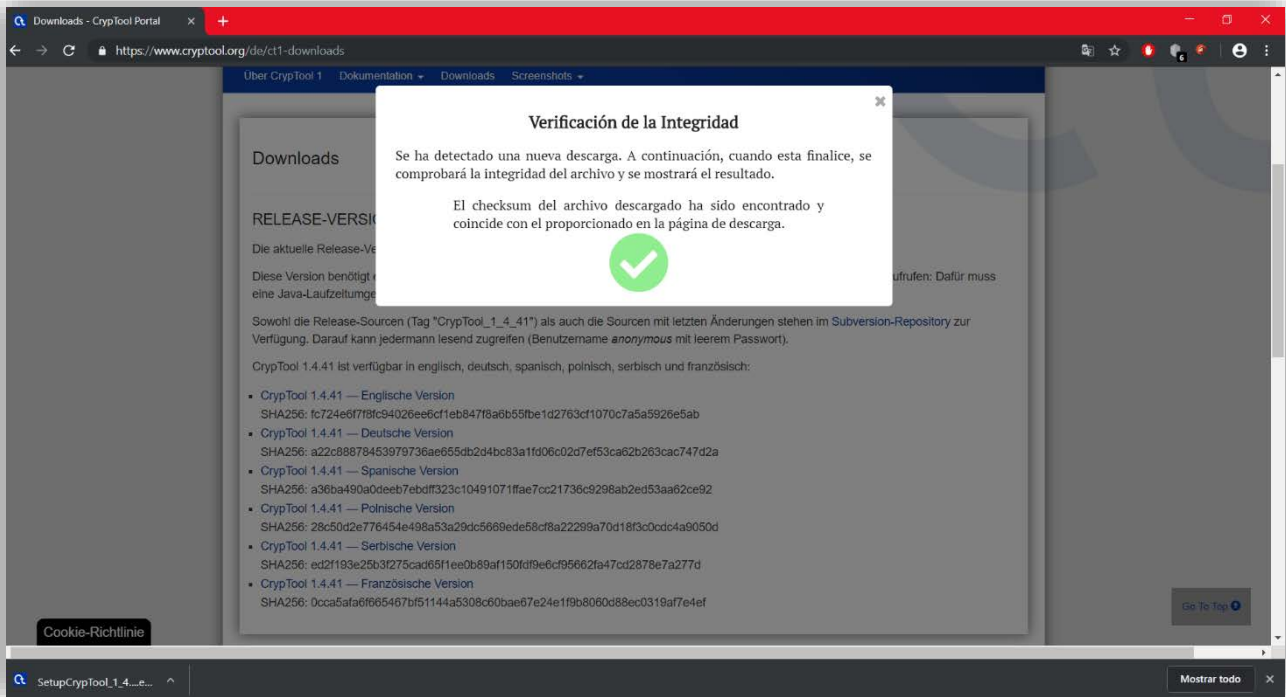 Downloads - CrypTool Portal
https://www.cryptool.org/de/ct1-downloads
6
Über CrypTool 1 Dokumentation Downloads Screenshots
Verificación de la Integridad
Se ha detectado una nueva descarga. A continuación, cuando esta finalice, se
comprobará la integridad del archivo y se mostrará el resultado.
El checksum del archivo descargado ha sido encontrado y
coincide con el proporcionado en la página de descarga.
Downloads
RELEASE-VERSI
Die aktuelle Release-Ve
Diese Version benötigt ufrufen: Dafür muss
eine Java-Laufzeitumge
Sowohl die Release-Sourcen (Tag "CrypTool_1_4_41") als auch die Sourcen mit letzten Änderungen stehen im Subversion-Repository zur
Verfügung. Darauf kann jedermann lesend zugreifen (Benutzername anonymous mit leerem Passwort).
CrypTool 1.4.41 ist verfügbar in englisch, deutsch, spanisch, polnisch, serbisch und französisch:
CrypTool 1.4.41 — Englische Version
SHA256: fc724e6f7f8fc94026ee6cf1eb847f8a6b55fbe1d2763cf1070c7a5a5926e5ab
CrypTool 1.4.41 — Deutsche Version
SHA256: a22c88878453979736ae655db2d4bc83a1fd06c02d7ef53ca62b263cac747d2a
CrypTool 1.4.41 — Spanische Version
SHA256: a36ba490a0deeb7ebdff323c10491071ffae7cc21736c9298ab2ed53aa62ce92
CrypTool 1.4.41 — Polnische Version
SHA256: 28c50d2e776454e498a53a29dc5669ede58cf8a22299a70d18f3c0cdc4a9050d
CrypTool 1.4.41 — Serbische Version
SHA256: ed2f193e25b3f275cad65f1ee0b89af150fdf9e6cf95662fa47cd2878e7a277d
CrypTool 1.4.41 — Französische Version
SHA256: 0cca5afa6f665467bf51144a5308c60bae67e24e1f9b8060d88ec0319af7e4ef
Go To Top
Cookie-Richtlinie
SetupCrypTool_1_4....e...
Mostrar todo